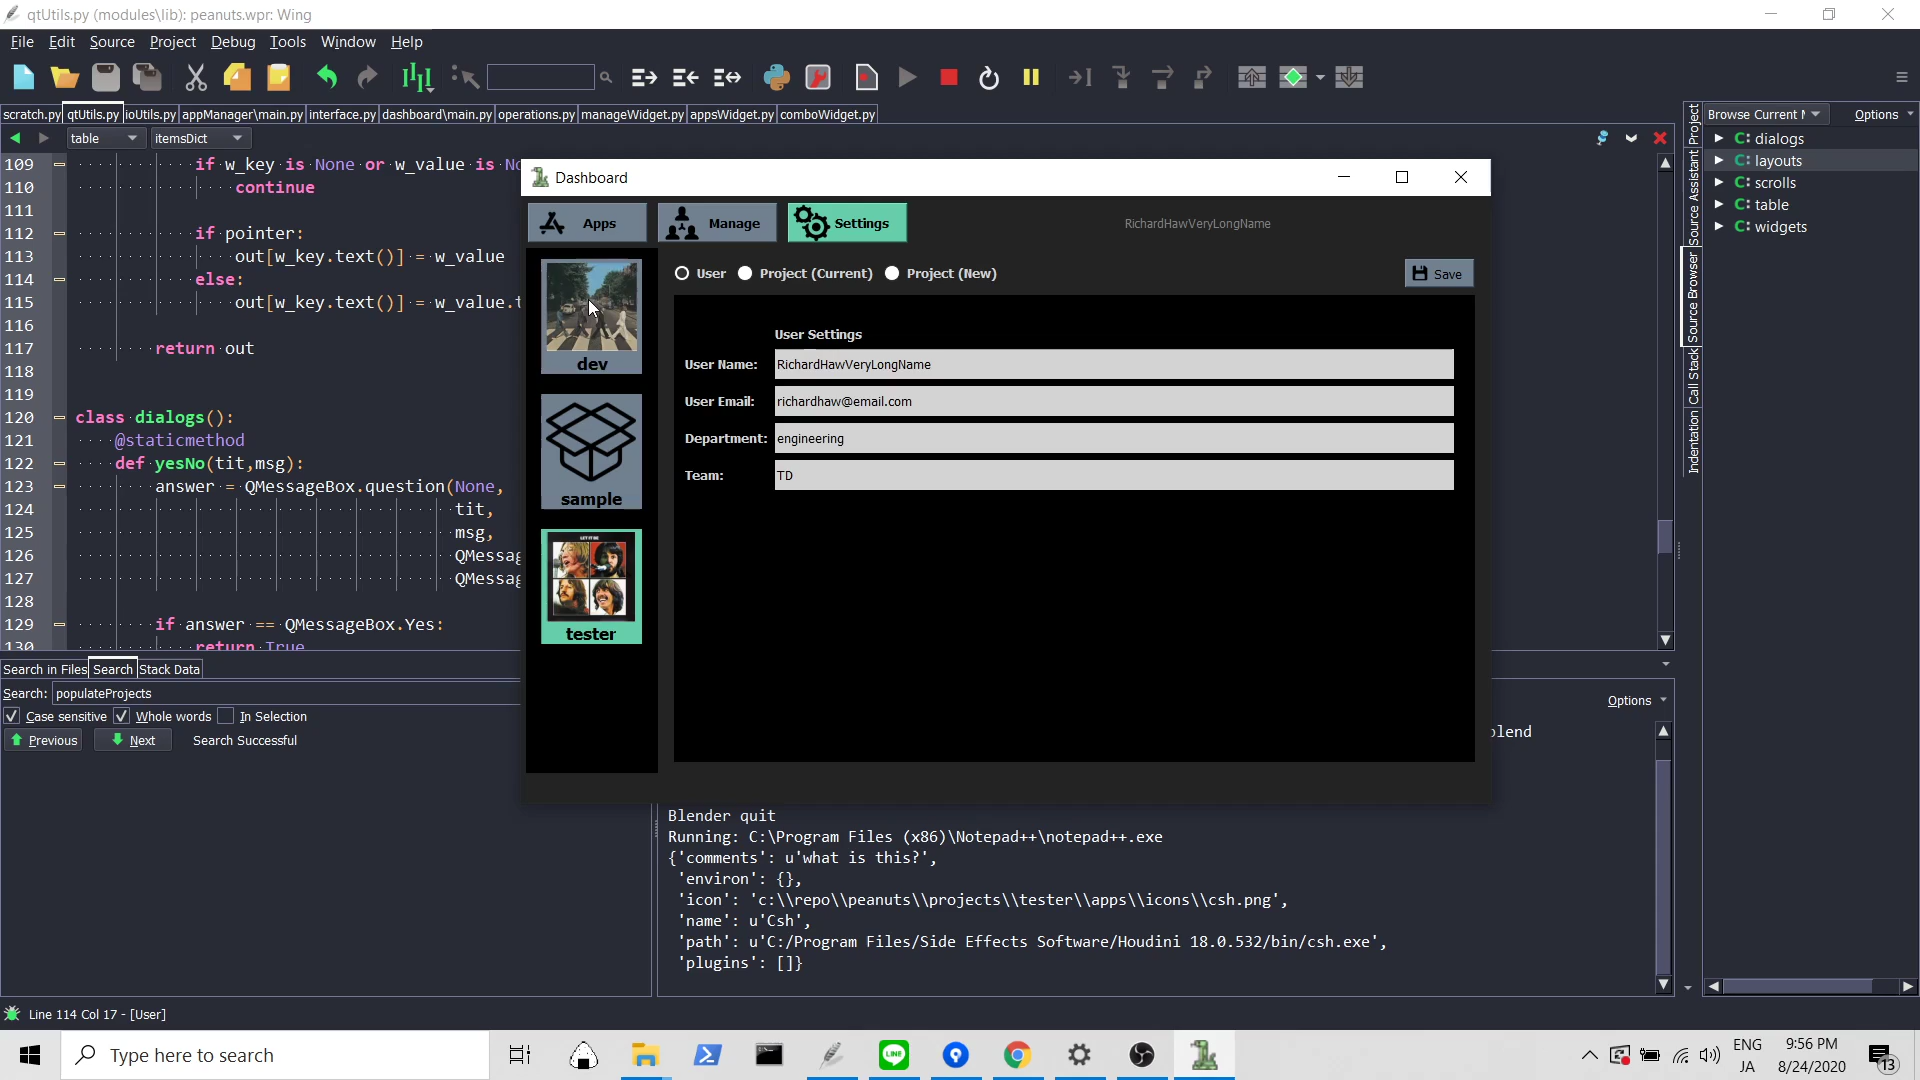 qtUtils.py (modules\lib): peanuts.wpr: Wing
File Edit Source Project Debug Tools Window Help
scratch.py qtUtils.py ioUtils.py appManager\main.py interface.py dashboard\main.py operations.py manageWidget.py appsWidget.py comboWidget.py
table itemsDict
109 if w_key is None or w_value is No
110 continue
111
112 if pointer:
113 out[w_key.text()] = w_value
114 else:
115 out[w_key.text()] = w_value.t
116
117 return out
118
119
120 class dialogs():
121 @staticmethod
122 def yesNo(tit,msg):
123 answer = QMessageBox.question(None,
124 tit,
125 msg,
126 QMessag
127 QMessag
128
129 if answer == QMessageBox.Yes:
130 return True
Dashboard
Apps Manage Settings RichardHawVeryLongName
User Project (Current) Project (New) Save
dev
sample
LET IT BE
tester
User Settings
User Name: RichardHawVeryLongName
User Email: richardhaw@email.com
Department: engineering
Team: TD
Browse Current Options
C: dialogs
C: layouts
C: scrolls
C: table
C: widgets
Project
Source Assistant
Source Browser
Call Stack
Indentation
Search in Files Search Stack Data
Search: populateProjects
Case sensitive Whole words In Selection
Previous Next Search Successful
Options
blend
Blender quit
Running: C:\Program Files (x86)\Notepad++\notepad++.exe
{'comments': u'what is this?',
'environ': {},
'icon': 'c:\\repo\\peanuts\\projects\\tester\\apps\\icons\\csh.png',
'name': u'Csh',
'path': u'C:/Program Files/Side Effects Software/Houdini 18.0.532/bin/csh.exe',
'plugins': []}
Line 114 Col 17 - [User]
Type here to search
LINE
ENG
JA
9:56 PM
8/24/2020
13